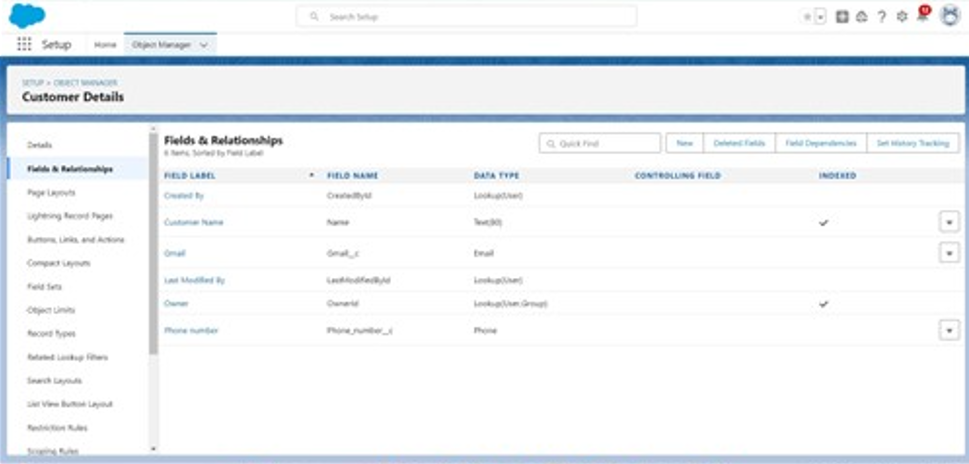 Search Setup
12
Setup Home Object Manager
SETUP > OBJECT MANAGER
Customer Details
Details
Fields & Relationships
Page Layouts
Lightning Record Pages
Buttons, Links, and Actions
Compact Layouts
Field Sets
Object Limits
Record Types
Related Lookup Filters
Search Layouts
List View Button Layout
Restriction Rules
Scoping Rules
Fields & Relationships
6 Items, Sorted by Field Label
Quick Find New Deleted Fields Field Dependencies Set History Tracking
FIELD LABEL FIELD NAME DATA TYPE CONTROLLING FIELD INDEXED
Created By CreatedById Lookup(User)
Customer Name Name Text(80)
Gmail Gmail__c Email
Last Modified By LastModifiedById Lookup(User)
Owner OwnerId Lookup(User,Group)
Phone number Phone_number__c Phone